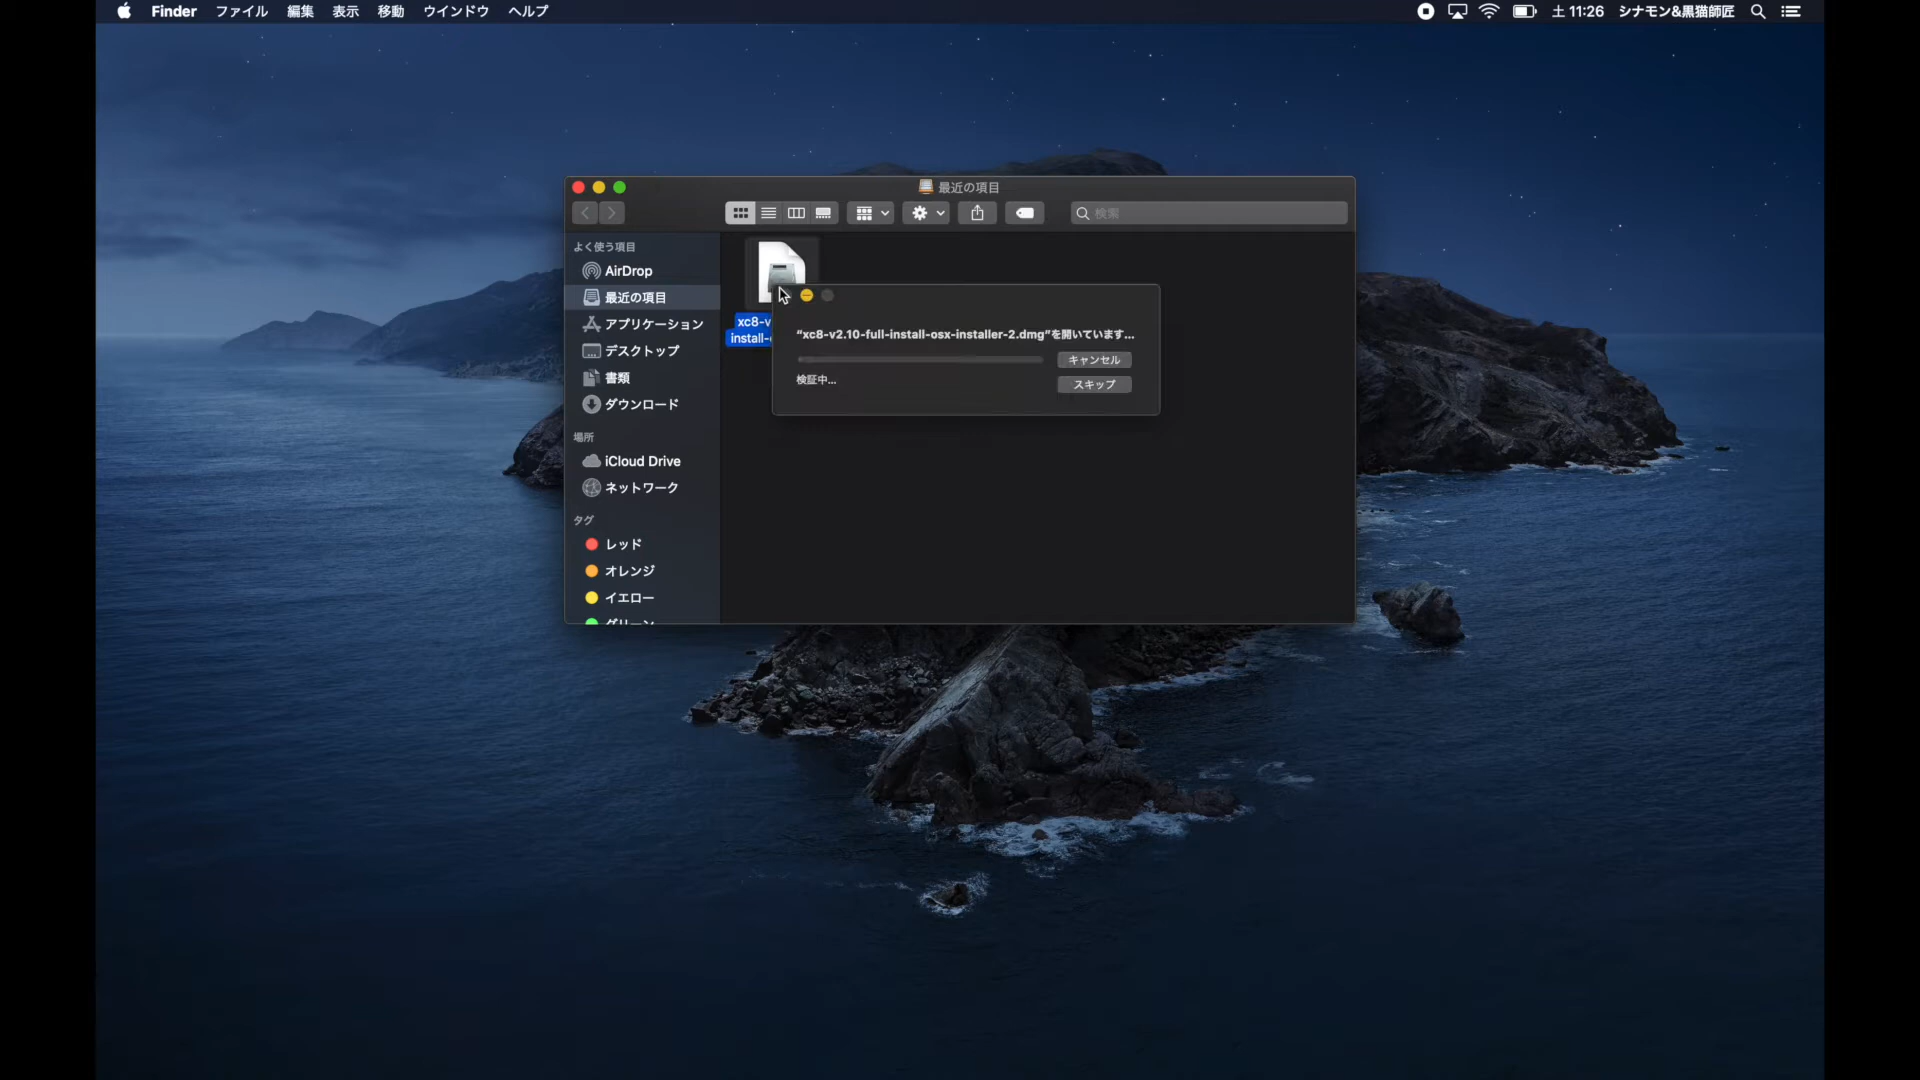 Finder ファイル 編集 表示 移動 ウインドウ ヘルプ
土 11:26 シナモン&黒猫師匠
最近の項目
検索
よく使う項目
AirDrop
最近の項目
アプリケーション
デスクトップ
書類
ダウンロード
場所
iCloud Drive
ネットワーク
タグ
レッド
オレンジ
イエロー
グリーン
xc8-v
install-
"xc8-v2.10-full-install-osx-installer-2.dmg"を開いています...
キャンセル
検証中...
スキップ